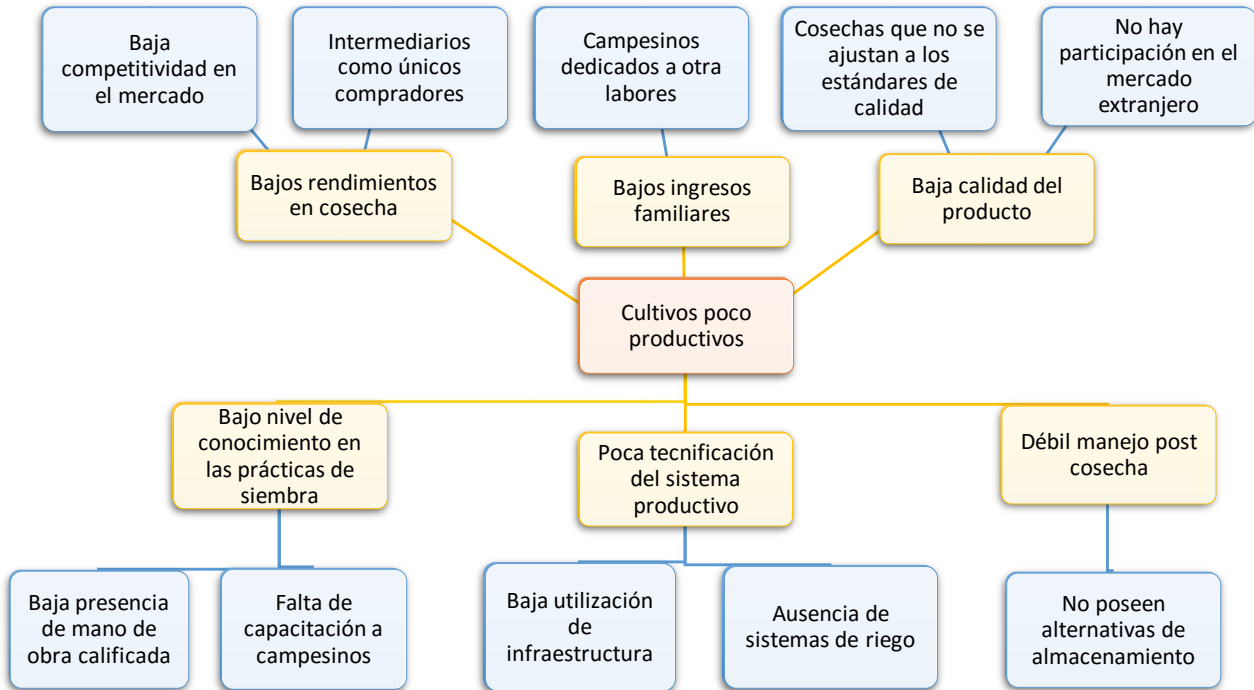 Baja
competitividad en
el mercado
Intermediarios
como únicos
compradores
Campesinos
dedicados a otra
labores
Cosechas que no se
ajustan a los
estándares de
calidad
No hay
participación en el
mercado
extranjero
Bajos rendimientos
en cosecha
Bajos ingresos
familiares
Baja calidad del
producto
Cultivos poco
productivos
Bajo nivel de
conocimiento en
las prácticas de
siembra
Poca tecnificación
del sistema
productivo
Débil manejo post
cosecha
Baja presencia
de mano de
obra calificada
Falta de
capacitación a
campesinos
Baja utilización
de
infraestructura
Ausencia de
sistemas de riego
No poseen
alternativas de
almacenamiento